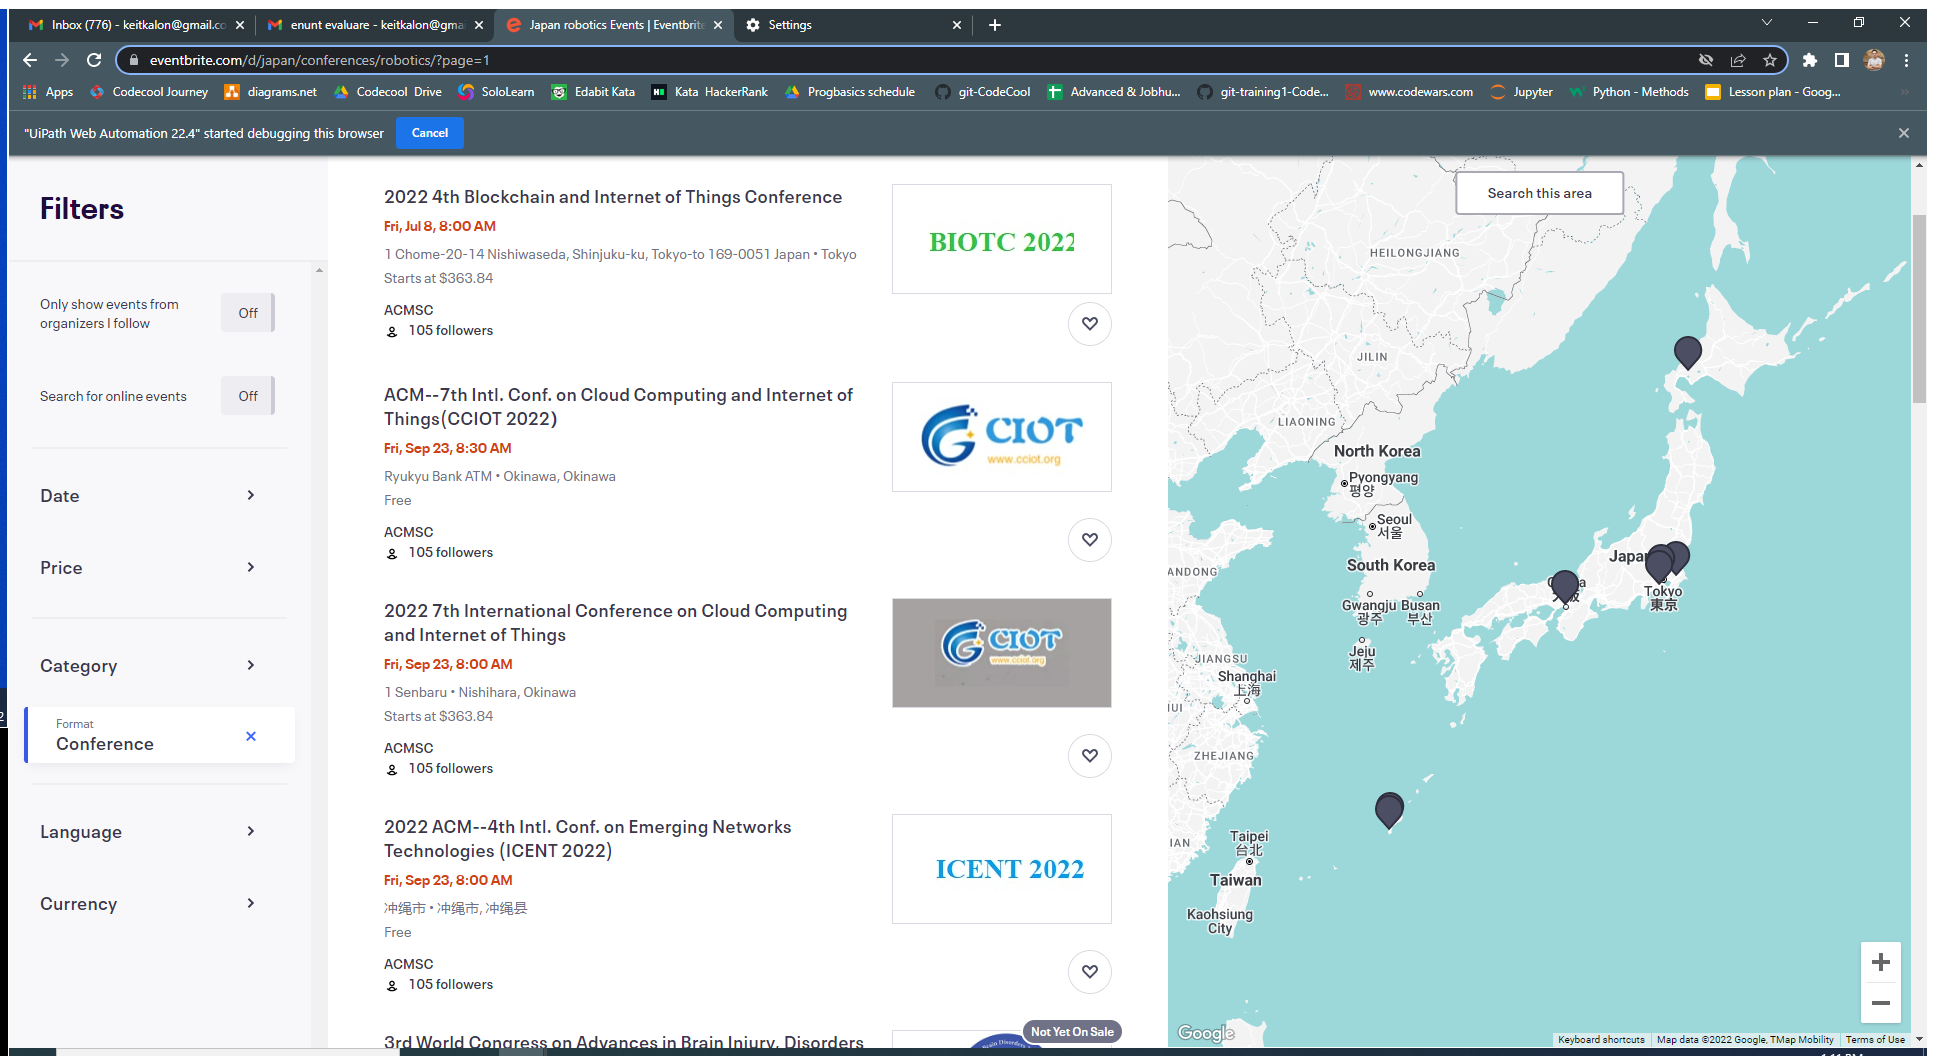 Inbox (776) - keitkalon@gmail.co
enunt evaluare - keitkalon@gma
Japan robotics Events | Eventbrite
Settings
eventbrite.com/d/japan/conferences/robotics/?page=1
Apps
Codecool Journey
diagrams.net
Codecool Drive
SoloLearn
Edabit Kata
Kata HackerRank
Progbasics schedule
git-CodeCool
Advanced & Jobhu...
git-training1-Code...
www.codewars.com
Jupyter
Python - Methods
Lesson plan - Goog...
"UiPath Web Automation 22.4" started debugging this browser
Cancel
Filters
Only show events from
organizers I follow
Off
Search for online events
Off
Date
Price
Category
Format
Conference
Language
Currency
2022 4th Blockchain and Internet of Things Conference
Fri, Jul 8, 8:00 AM
1 Chome-20-14 Nishiwaseda, Shinjuku-ku, Tokyo-to 169-0051 Japan • Tokyo
Starts at $363.84
ACMSC
105 followers
BIOTC 2022
ACM--7th Intl. Conf. on Cloud Computing and Internet of
Things(CCIOT 2022)
Fri, Sep 23, 8:30 AM
Ryukyu Bank ATM • Okinawa, Okinawa
Free
ACMSC
105 followers
CIOT
www.cciot.org
2022 7th International Conference on Cloud Computing
and Internet of Things
Fri, Sep 23, 8:00 AM
1 Senbaru • Nishihara, Okinawa
Starts at $363.84
ACMSC
105 followers
CIOT
www.cciot.org
2022 ACM--4th Intl. Conf. on Emerging Networks
Technologies (ICENT 2022)
Fri, Sep 23, 8:00 AM
冲绳市 • 冲绳市, 冲绳县
Free
ACMSC
105 followers
ICENT 2022
3rd World Congress on Advances in Brain Injury, Disorders
Not Yet On Sale
Search this area
HEILONGJIANG
JILIN
LIAONING
North Korea
Pyongyang
평양
Seoul
서울
South Korea
Gwangju
광주
Busan
부산
Jeju
제주
ANDONG
JIANGSU
Shanghai
上海
ZHEJIANG
Taipei
台北
Taiwan
Kaohsiung
City
Tokyo
東京
Google
Keyboard shortcuts
Map data ©2022 Google, TMap Mobility
Terms of Use